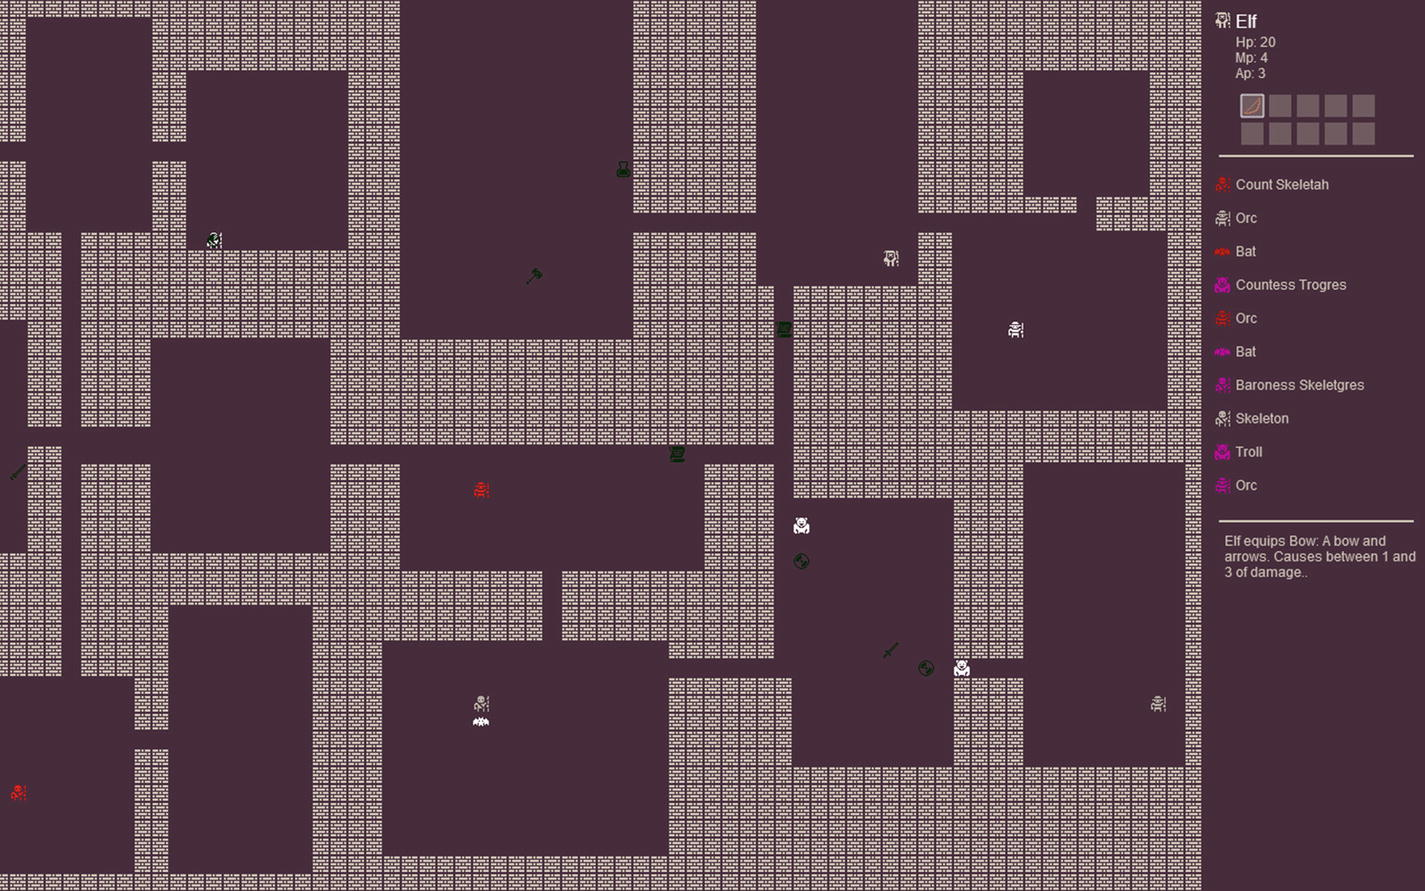 Elf
Hp: 20
Mp: 4
Ap: 3
Count Skeletah
Orc
Bat
Countess Trogres
Orc
Bat
Baroness Skeletgres
Skeleton
Troll
Orc
Elf equips Bow: A bow and
arrows. Causes between 1 and
3 of damage..